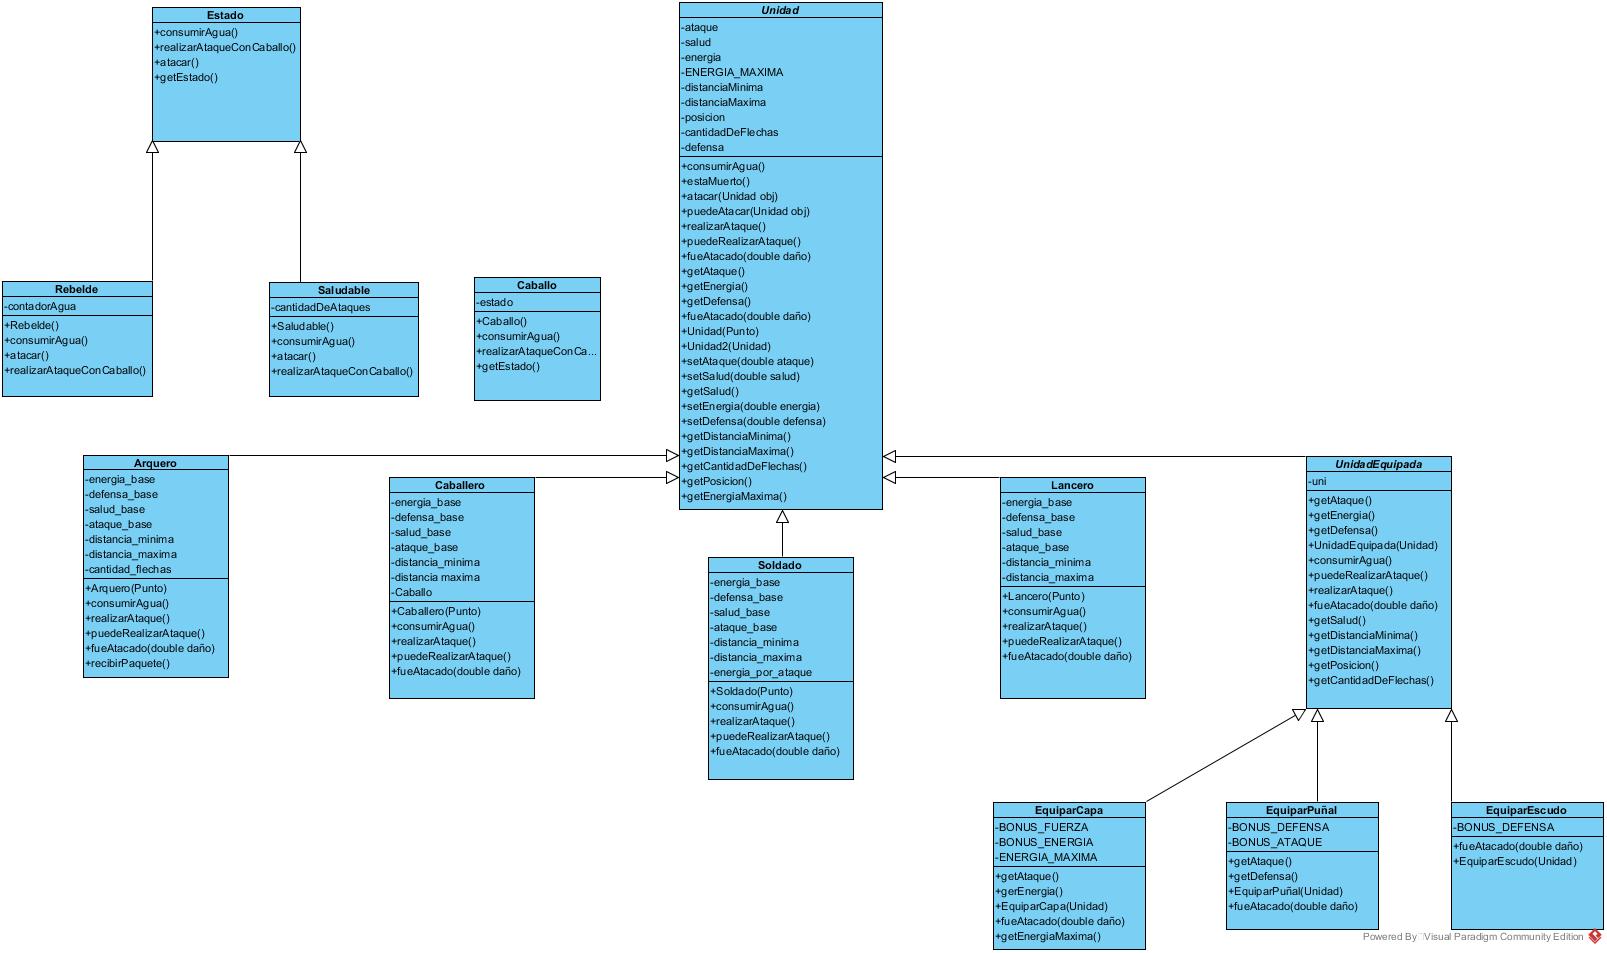 Estado
+consumirAgua()
+realizarAtaqueConCaballo()
+atacar()
+getEstado()
Unidad
-ataque
-salud
-energia
-ENERGIA_MAXIMA
-distanciaMinima
-distanciaMaxima
-posicion
-cantidadDeFlechas
-defensa
+consumirAgua()
+estaMuerto()
+atacar(Unidad obj)
+puedeAtacar(Unidad obj)
+realizarAtaque()
+puedeRealizarAtaque()
+fueAtacado(double daño)
+getAtaque()
+getEnergia()
+getDefensa()
+fueAtacado(double daño)
+Unidad(Punto)
+Unidad2(Unidad)
+setAtaque(double ataque)
+setSalud(double salud)
+getSalud()
+setEnergia(double energia)
+setDefensa(double defensa)
+getDistanciaMinima()
+getDistanciaMaxima()
+getCantidadDeFlechas()
+getPosicion()
+getEnergiaMaxima()
Rebelde
-contadorAgua
+Rebelde()
+consumirAgua()
+atacar()
+realizarAtaqueConCaballo()
Saludable
-cantidadDeAtaques
+Saludable()
+consumirAgua()
+atacar()
+realizarAtaqueConCaballo()
Caballo
-estado
+Caballo()
+consumirAgua()
+realizarAtaqueConCa...
+getEstado()
Arquero
-energia_base
-defensa_base
-salud_base
-ataque_base
-distancia_minima
-distancia_maxima
-cantidad_flechas
+Arquero(Punto)
+consumirAgua()
+realizarAtaque()
+puedeRealizarAtaque()
+fueAtacado(double daño)
+recibirPaquete()
Caballero
-energia_base
-defensa_base
-salud_base
-ataque_base
-distancia_minima
-distancia maxima
-Caballo
+Caballero(Punto)
+consumirAgua()
+realizarAtaque()
+puedeRealizarAtaque()
+fueAtacado(double daño)
Soldado
-energia_base
-defensa_base
-salud_base
-ataque_base
-distancia_minima
-distancia_maxima
-energia_por_ataque
+Soldado(Punto)
+consumirAgua()
+realizarAtaque()
+puedeRealizarAtaque()
+fueAtacado(double daño)
Lancero
-energia_base
-defensa_base
-salud_base
-ataque_base
-distancia_minima
-distancia_maxima
+Lancero(Punto)
+consumirAgua()
+realizarAtaque()
+puedeRealizarAtaque()
+fueAtacado(double daño)
UnidadEquipada
-uni
+getAtaque()
+getEnergia()
+getDefensa()
+UnidadEquipada(Unidad)
+consumirAgua()
+puedeRealizarAtaque()
+realizarAtaque()
+fueAtacado(double daño)
+getSalud()
+getDistanciaMinima()
+getDistanciaMaxima()
+getPosicion()
+getCantidadDeFlechas()
EquiparCapa
-BONUS_FUERZA
-BONUS_ENERGIA
-ENERGIA_MAXIMA
+getAtaque()
+gerEnergia()
+EquiparCapa(Unidad)
+fueAtacado(double daño)
+getEnergiaMaxima()
EquiparPuñal
-BONUS_DEFENSA
-BONUS_ATAQUE
+getAtaque()
+getDefensa()
+EquiparPuñal(Unidad)
+fueAtacado(double daño)
EquiparEscudo
-BONUS_DEFENSA
+fueAtacado(double daño)
+EquiparEscudo(Unidad)
Powered By Visual Paradigm Community Edition